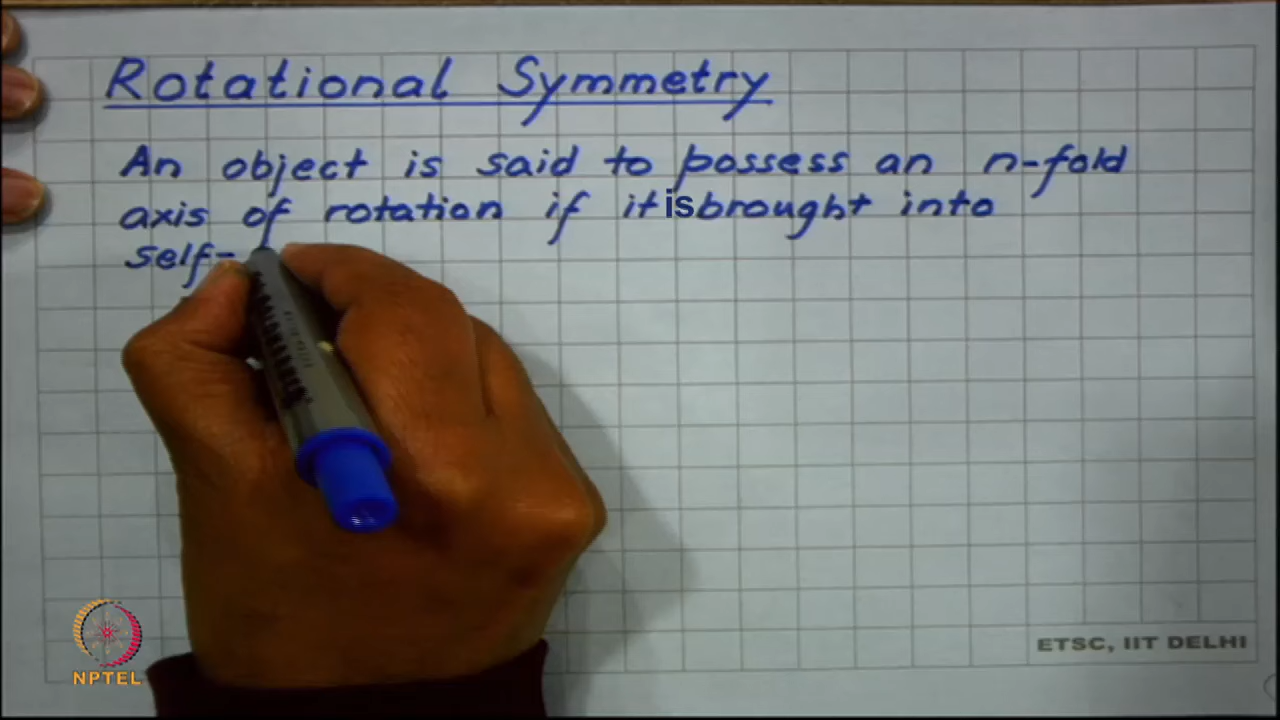 Rotational Symmetry
An object is said to possess an n-fold
axis of rotation if it is brought into
self-
ETSC, IIT DELHI
NPTEL